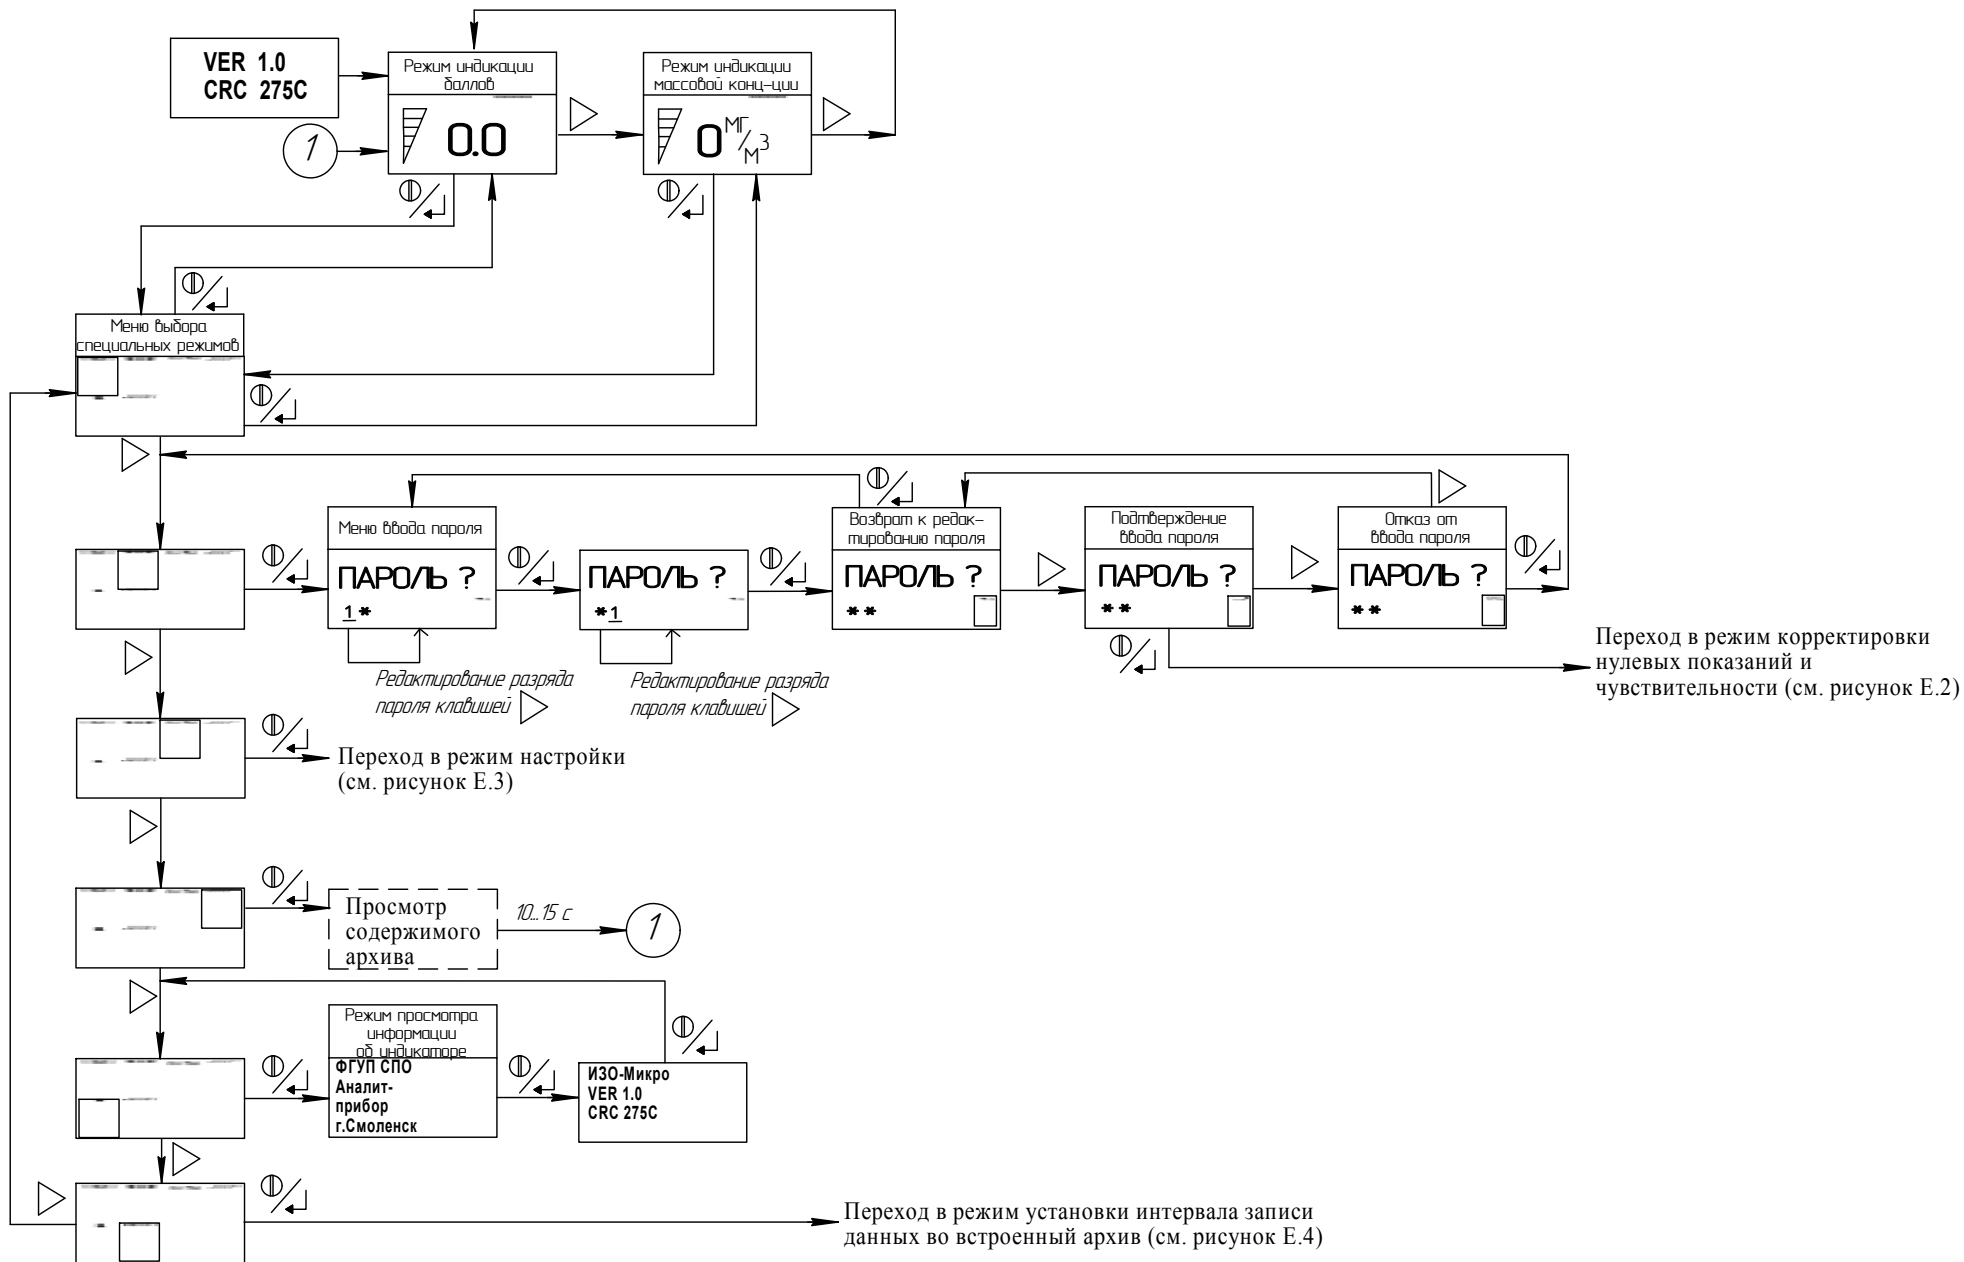 VER 1.0
CRC 275C
1
Режим индикации
баллов
0.0
Режим индикации
массовой конц-ции
0 МГ/М3
Меню выбора
специальных режимов
Меню ввода пароля
ПАРОЛЬ ?
1*
Редактирование разряда
пароля клавишей
ПАРОЛЬ ?
*1
Редактирование разряда
пароля клавишей
Возврат к редак-
тированию пароля
ПАРОЛЬ ?
**
Подтверждение
ввода пароля
ПАРОЛЬ ?
**
Отказ от
ввода пароля
ПАРОЛЬ ?
**
Переход в режим корректировки
нулевых показаний и
чувствительности (см. рисунок Е.2)
Переход в режим настройки
(см. рисунок Е.3)
Просмотр
содержимого
архива
10...15 с
1
Режим просмотра
информации
об индикаторе
ФГУП СПО
Аналит-
прибор
г.Смоленск
ИЗО-Микро
VER 1.0
CRC 275C
Переход в режим установки интервала записи
данных во встроенный архив (см. рисунок Е.4)